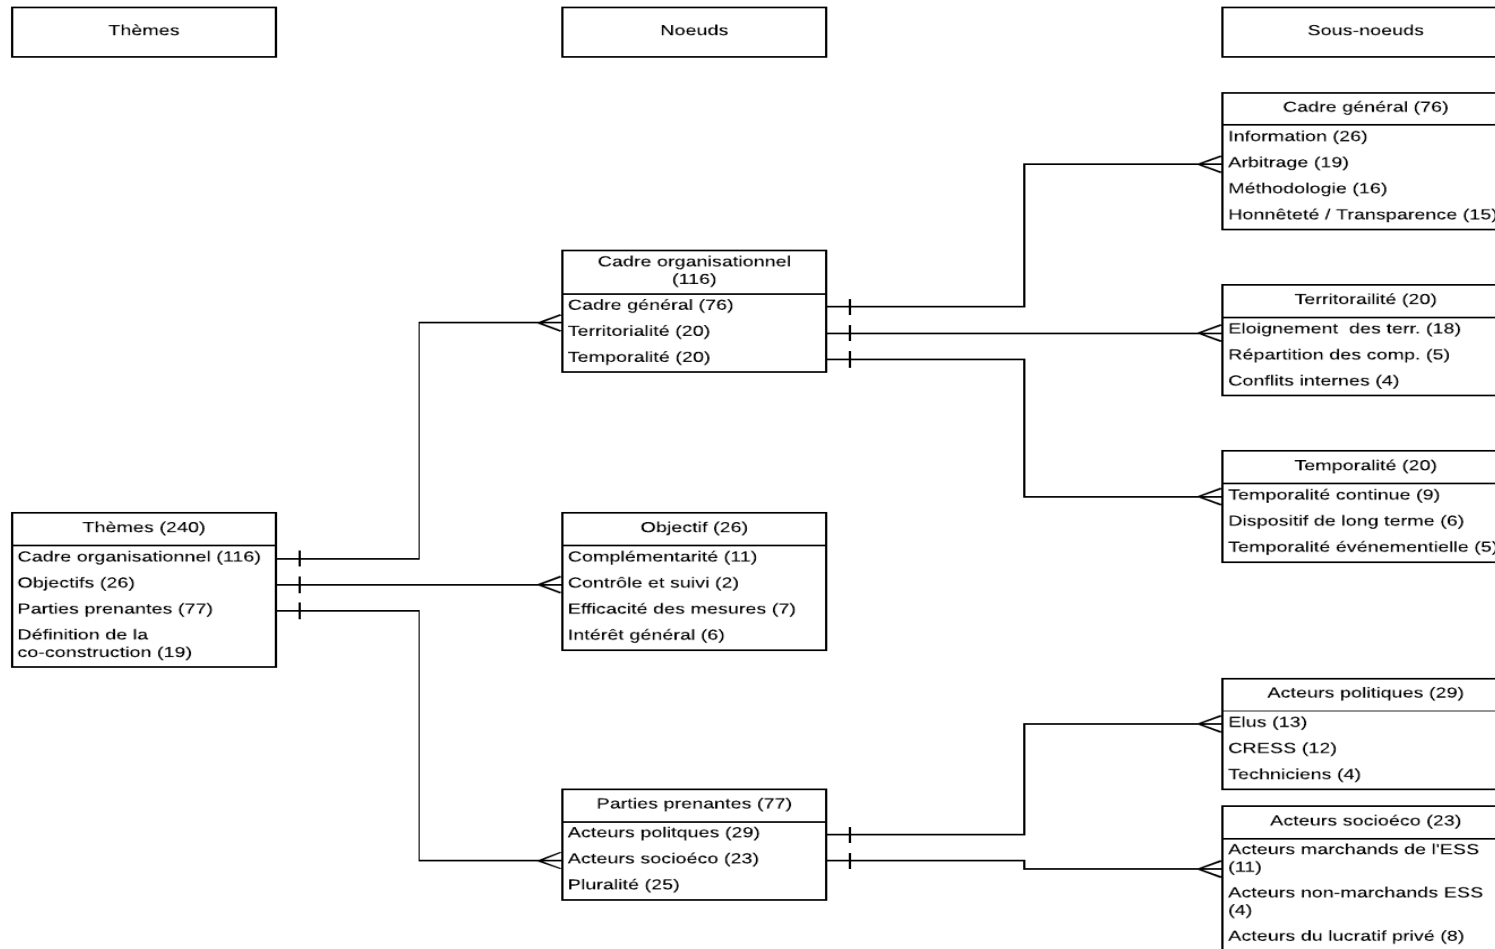 Thèmes
Noeuds
Sous-noeuds
Cadre général (76)
Information (26)
Arbitrage (19)
Méthodologie (16)
Honnêteté / Transparence (15)
Cadre organisationnel
(116)
Cadre général (76)
Territorialité (20)
Temporalité (20)
Territorailité (20)
Eloignement  des terr. (18)
Répartition des comp. (5)
Conflits internes (4)
Temporalité (20)
Temporalité continue (9)
Dispositif de long terme (6)
Temporalité événementielle (5)
Thèmes (240)
Cadre organisationnel (116)
Objectifs (26)
Parties prenantes (77)
Définition de la
co-construction (19)
Objectif (26)
Complémentarité (11)
Contrôle et suivi (2)
Efficacité des mesures (7)
Intérêt général (6)
Parties prenantes (77)
Acteurs politques (29)
Acteurs socioéco (23)
Pluralité (25)
Acteurs politiques (29)
Elus (13)
CRESS (12)
Techniciens (4)
Acteurs socioéco (23)
Acteurs marchands de l'ESS
(11)
Acteurs non-marchands ESS
(4)
Acteurs du lucratif privé (8)